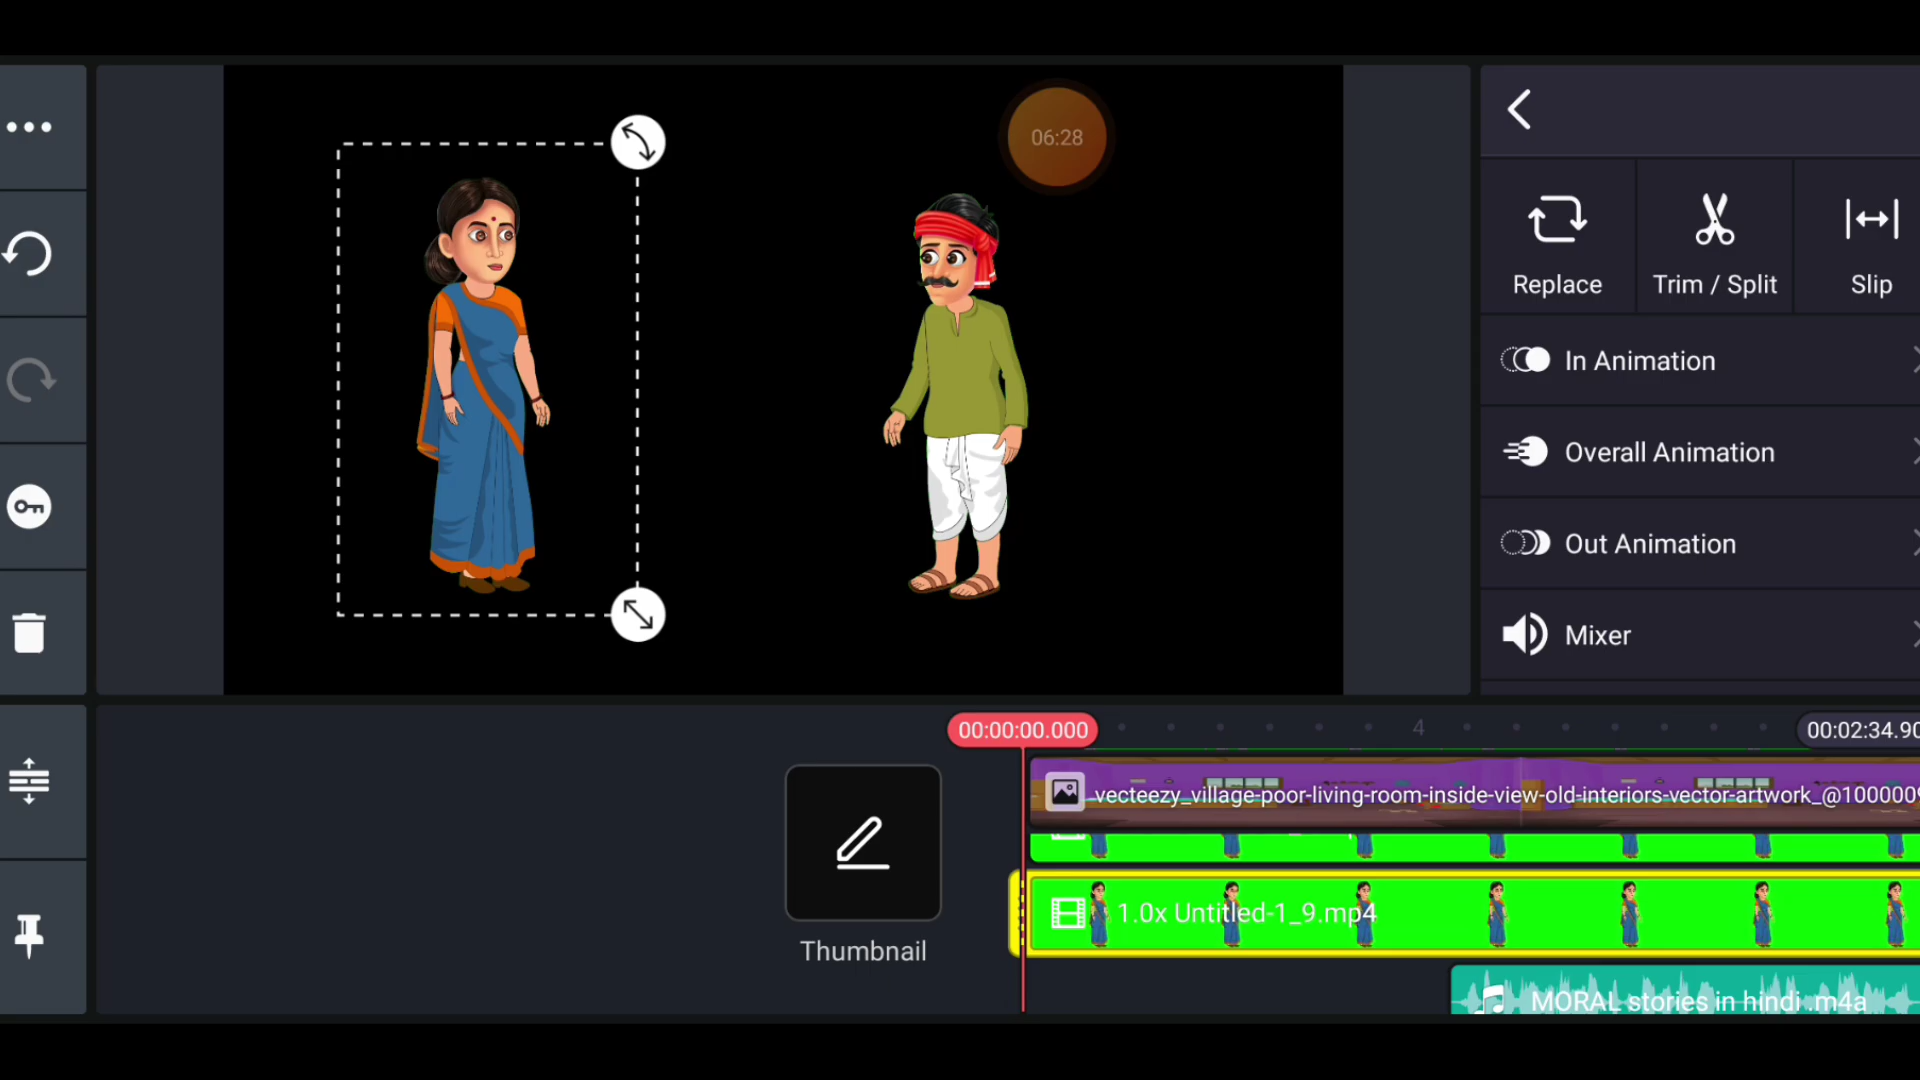 06:28
Replace
Trim / Split
Slip
In Animation
Overall Animation
Out Animation
Mixer
00:00:00.000
4
00:02:34.90
vecteezy_village-poor-living-room-inside-view-old-interiors-vector-artwork_@100000
1.0x Untitled-1_9.mp4
Thumbnail
MORAL stories in hindi .m4a